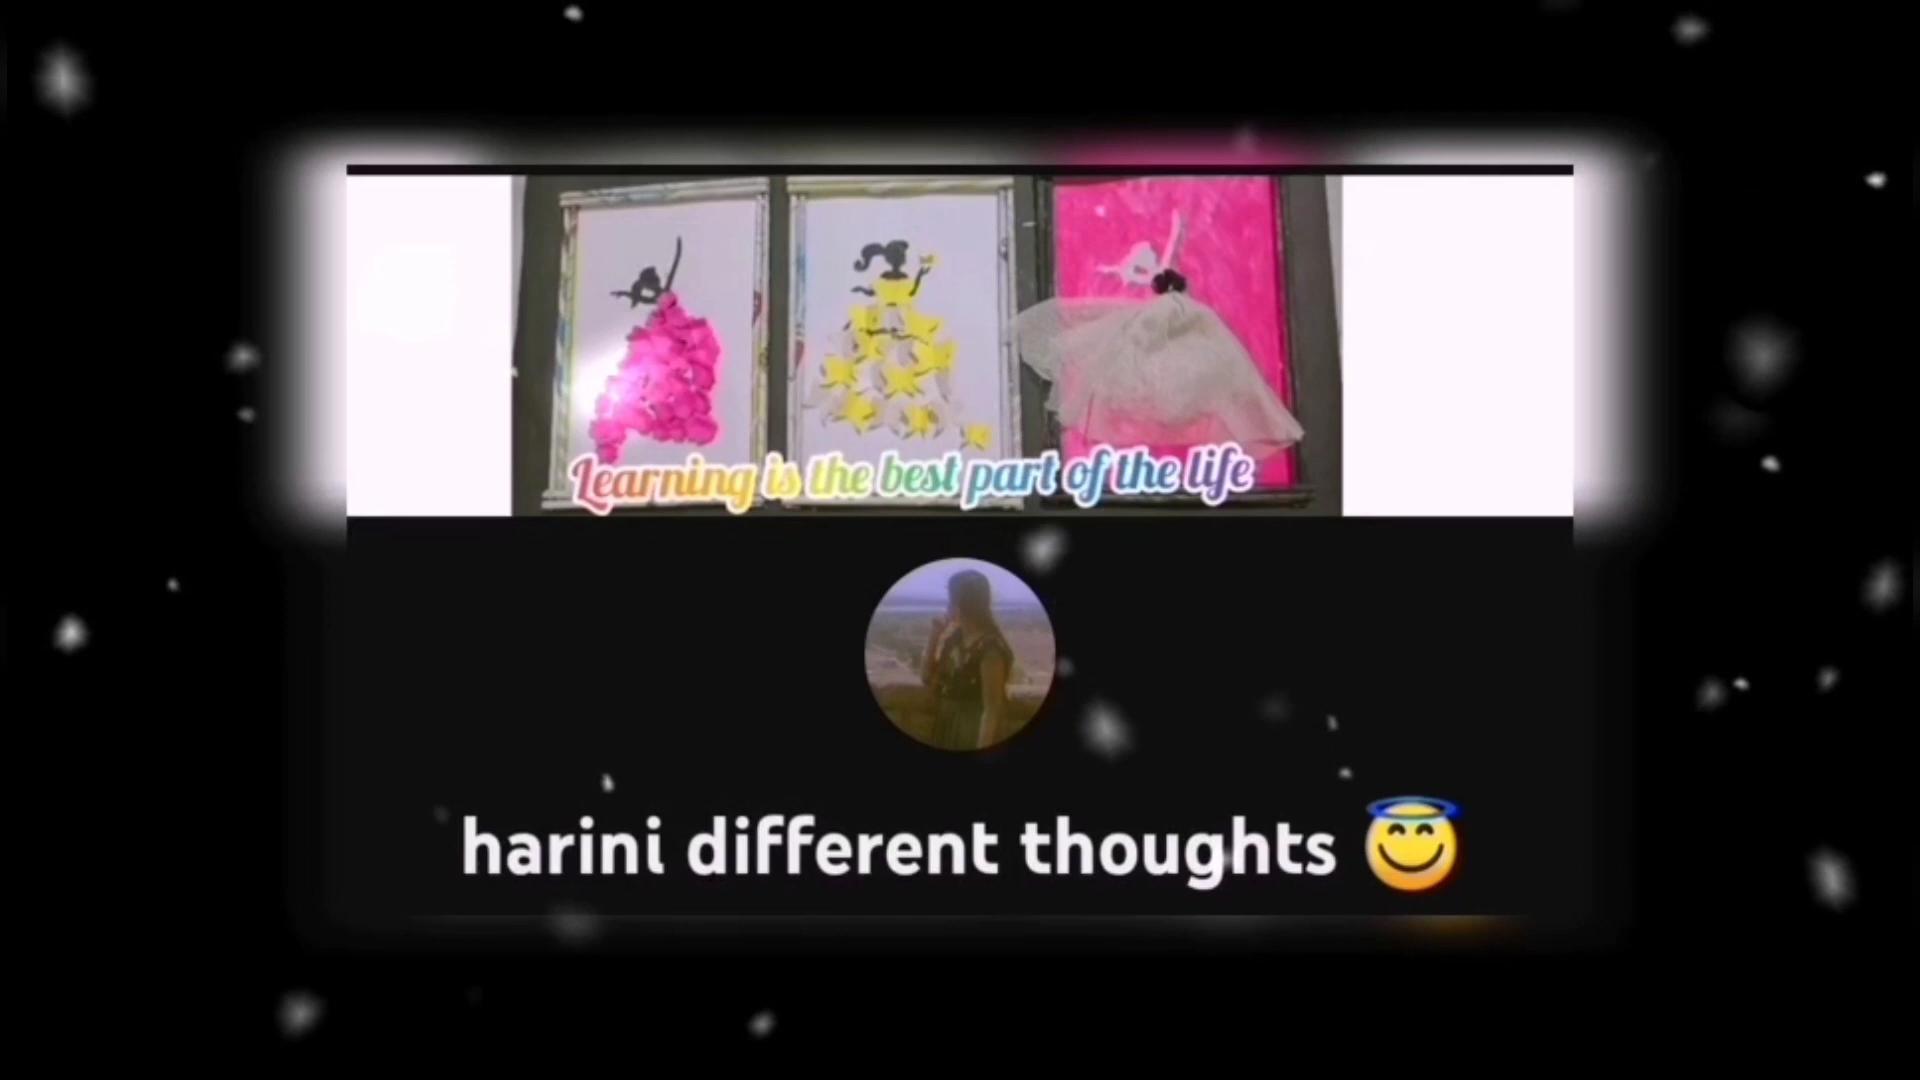 Learning is the best part of the life
harini different thoughts 😇